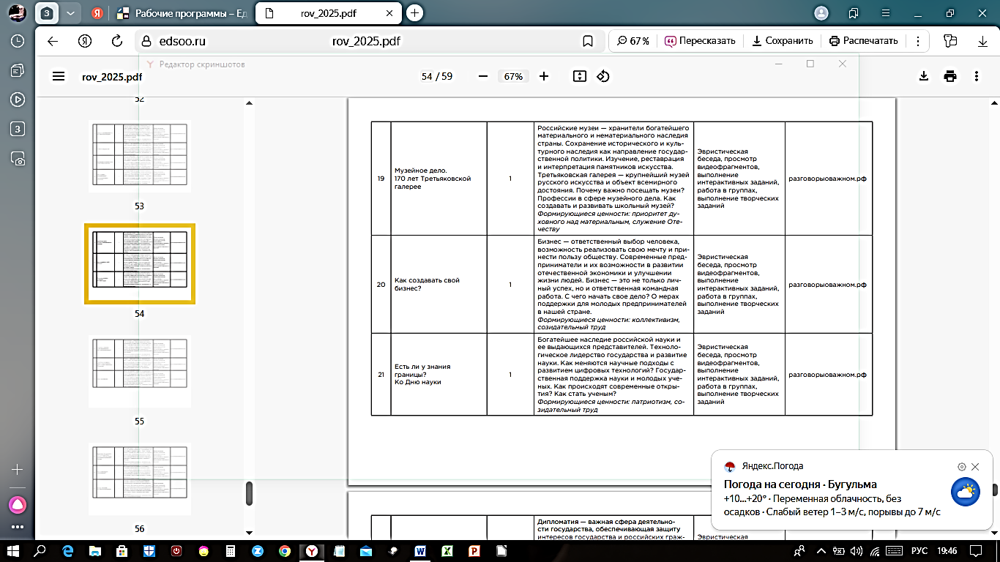 3
Рабочие программы – Ед
rov_2025.pdf
edsoo.ru
rov_2025.pdf
67%
Пересказать
Сохранить
Распечатать
Редактор скриншотов
rov_2025.pdf
54 / 59
67%
52
53
54
55
56
3
19
Музейное дело.
170 лет Третьяковской
галерее
1
Российские музеи — хранители богатейшего
материального и нематериального наследия
страны. Сохранение исторического и куль-
турного наследия как направление государ-
ственной политики. Изучение, реставрация
и интерпретация памятников искусства.
Третьяковская галерея — крупнейший музей
русского искусства и объект всемирного
достояния. Почему важно посещать музеи?
Профессии в сфере музейного дела. Как
создавать и развивать школьный музей?
Формирующиеся ценности: приоритет ду-
ховного над материальным, служение Оте-
честву
Эвристическая
беседа, просмотр
видеофрагментов,
выполнение
интерактивных заданий,
работа в группах,
выполнение творческих
заданий
разговорыоважном.рф
20
Как создавать свой
бизнес?
1
Бизнес — ответственный выбор человека,
возможность реализовать свою мечту и при-
нести пользу обществу. Современные пред-
приниматели и их возможности в развитии
отечественной экономики и улучшении
жизни людей. Бизнес — это не только лич-
ный успех, но и ответственная командная
работа. С чего начать свое дело? О мерах
поддержки для молодых предпринимателей
в нашей стране.
Формирующиеся ценности: коллективизм,
созидательный труд
Эвристическая
беседа, просмотр
видеофрагментов,
выполнение
интерактивных заданий,
работа в группах,
выполнение творческих
заданий
разговорыоважном.рф
21
Есть ли у знания
границы?
Ко Дню науки
1
Богатейшее наследие российской науки и
ее выдающихся представителей. Техноло-
гическое лидерство государства и развитие
науки. Как меняются научные подходы с
развитием цифровых технологий? Государ-
ственная поддержка науки и молодых уче-
ных. Как происходят современные откры-
тия? Как стать ученым?
Формирующиеся ценности: патриотизм, со-
зидательный труд
Эвристическая
беседа, просмотр
видеофрагментов,
выполнение
интерактивных заданий,
работа в группах,
выполнение творческих
заданий
разговорыоважном.рф
Дипломатия — важная сфера деятельно-
сти государства, обеспечивающая защиту
интересов государства и российских граж-
Эвристическая
Яндекс.Погода
Погода на сегодня · Бугульма
+10...+20° · Переменная облачность, без
осадков · Слабый ветер 1–3 м/с, порывы до 7 м/с
РУС
19:46